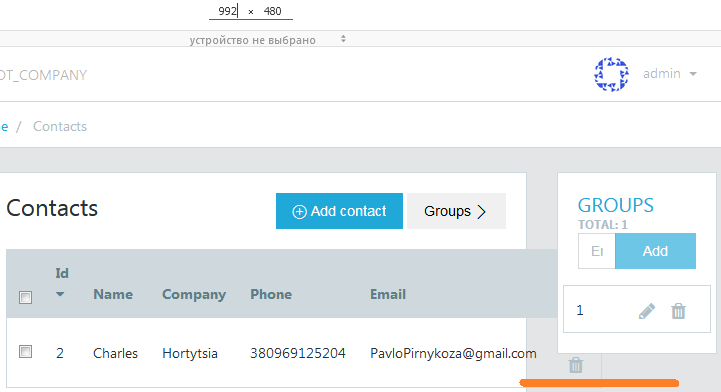 992 × 480
устройство не выбрано
OT_COMPANY
admin
e / Contacts
Contacts
Add contact
Groups
GROUPS
TOTAL: 1
Add
Id
Name Company Phone Email
1
2 Charles Hortytsia 380969125204 PavloPirnykoza@gmail.com